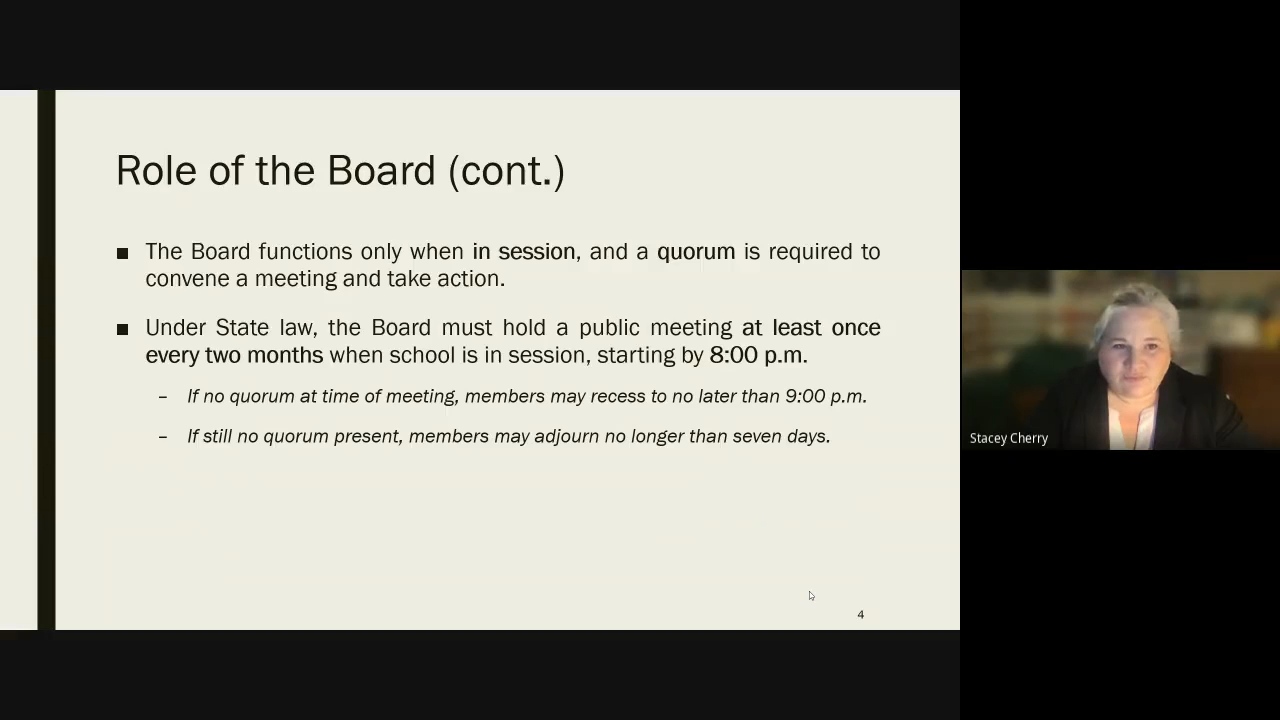 Role of the Board (cont.)
■ The Board functions only when in session, and a quorum is required to
convene a meeting and take action.
■ Under State law, the Board must hold a public meeting at least once
every two months when school is in session, starting by 8:00 p.m.
– If no quorum at time of meeting, members may recess to no later than 9:00 p.m.
– If still no quorum present, members may adjourn no longer than seven days.
4
Stacey Cherry